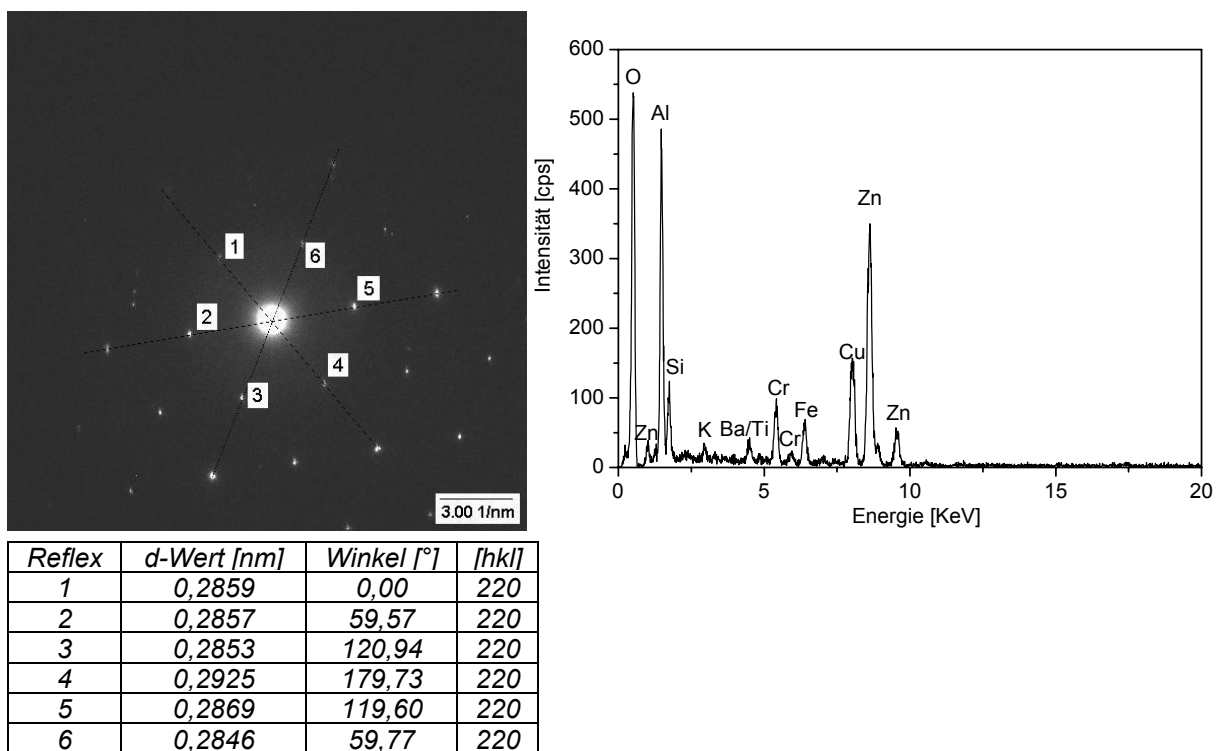 1
6
5
2
4
3
3.00 1/nm
Reflex d-Wert [nm] Winkel [°] [hkl]
1 0,2859 0,00 220
2 0,2857 59,57 220
3 0,2853 120,94 220
4 0,2925 179,73 220
5 0,2869 119,60 220
6 0,2846 59,77 220
600
500
400
300
200
100
0
Intensität [cps]
O
Al
Zn
Si
Zn
K
Ba/Ti
Cr
Cr
Fe
Cu
Zn
0 5 10 15 20
Energie [KeV]